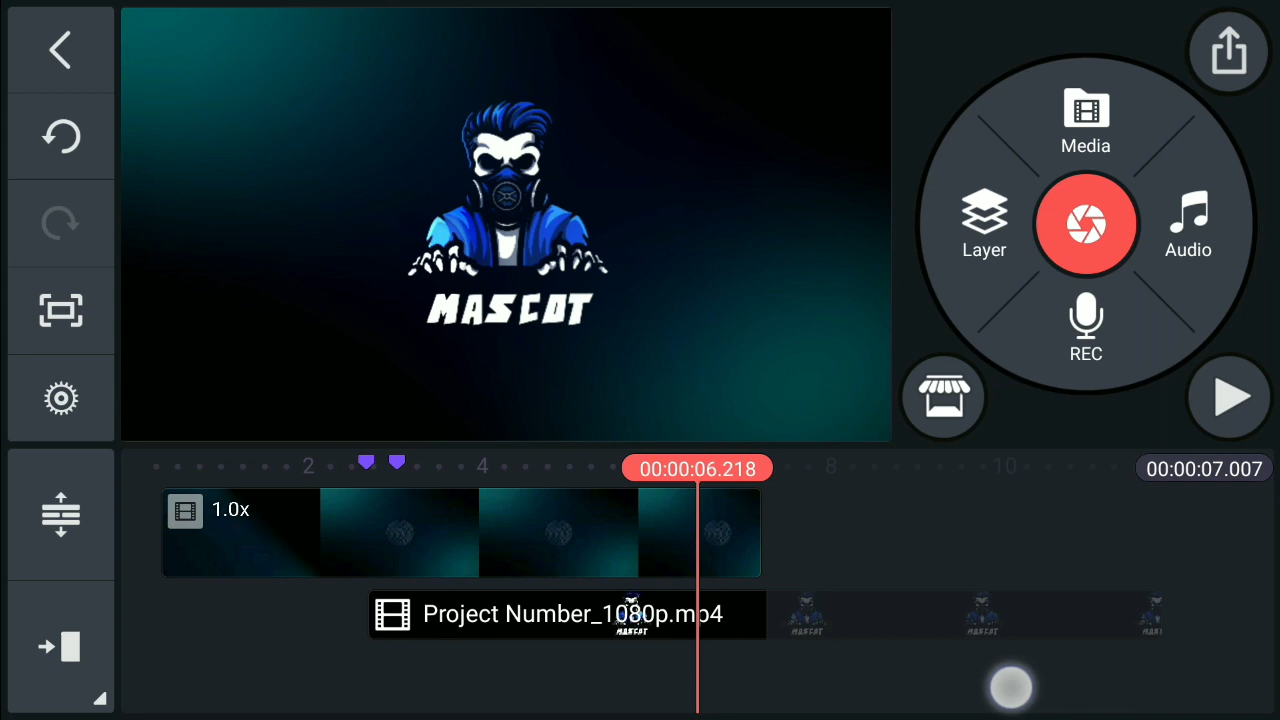 Media
Layer
Audio
REC
MASCOT
2
4
00:00:06.218
8
10
00:00:07.007
1.0x
Project Number_1080p.mp4